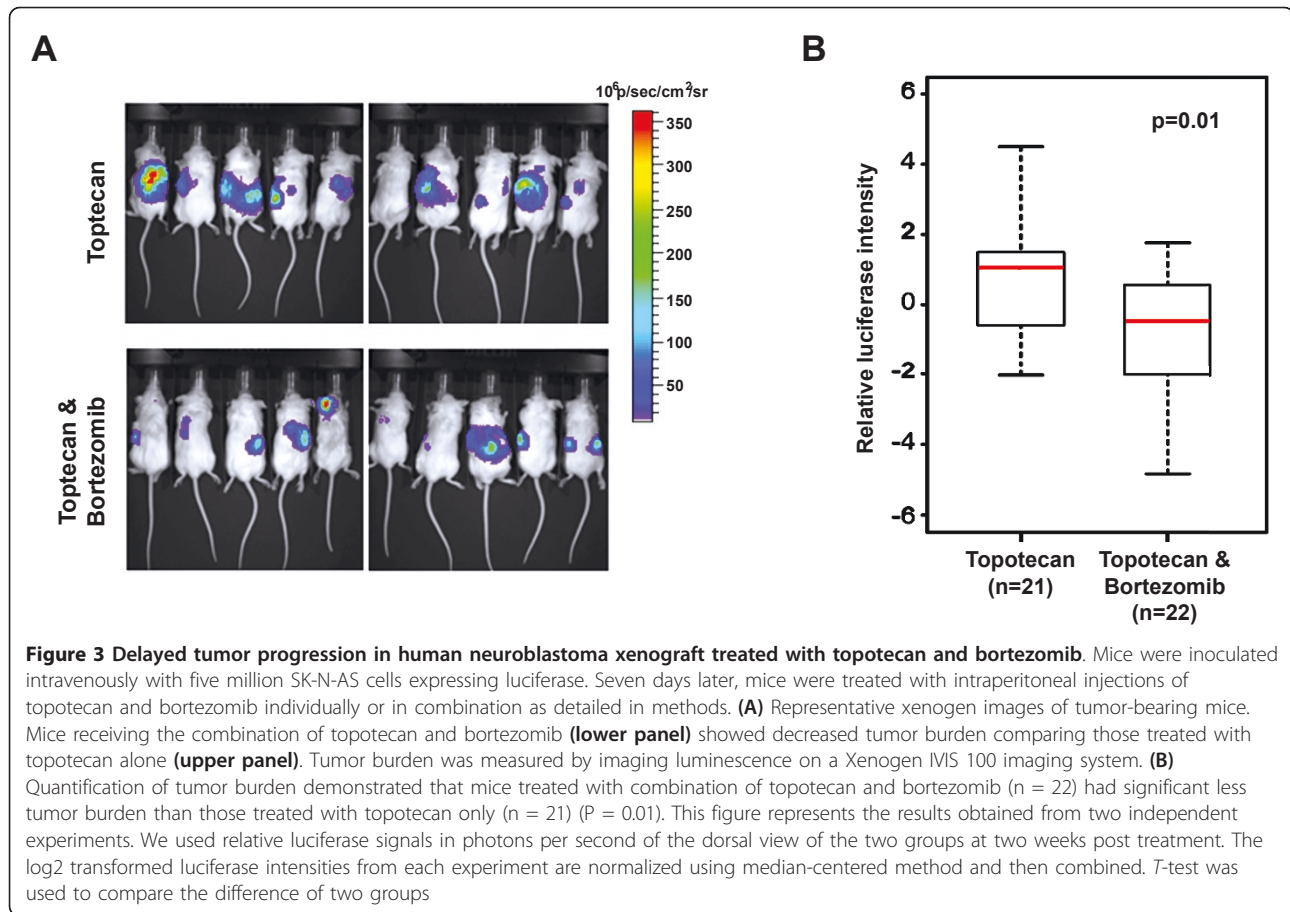 A
B
10⁶p/sec/cm²/sr
350
300
250
200
150
100
50
Toptecan
Toptecan &
Bortezomib
p=0.01
Relative luciferase intensity
6
4
2
0
-2
-4
-6
Topotecan
(n=21)
Topotecan &
Bortezomib
(n=22)
Figure 3 Delayed tumor progression in human neuroblastoma xenograft treated with topotecan and bortezomib. Mice were inoculated
intravenously with five million SK-N-AS cells expressing luciferase. Seven days later, mice were treated with intraperitoneal injections of
topotecan and bortezomib individually or in combination as detailed in methods. (A) Representative xenogen images of tumor-bearing mice.
Mice receiving the combination of topotecan and bortezomib (lower panel) showed decreased tumor burden comparing those treated with
topotecan alone (upper panel). Tumor burden was measured by imaging luminescence on a Xenogen IVIS 100 imaging system. (B)
Quantification of tumor burden demonstrated that mice treated with combination of topotecan and bortezomib (n = 22) had significant less
tumor burden than those treated with topotecan only (n = 21) (P = 0.01). This figure represents the results obtained from two independent
experiments. We used relative luciferase signals in photons per second of the dorsal view of the two groups at two weeks post treatment. The
log2 transformed luciferase intensities from each experiment are normalized using median-centered method and then combined. T-test was
used to compare the difference of two groups